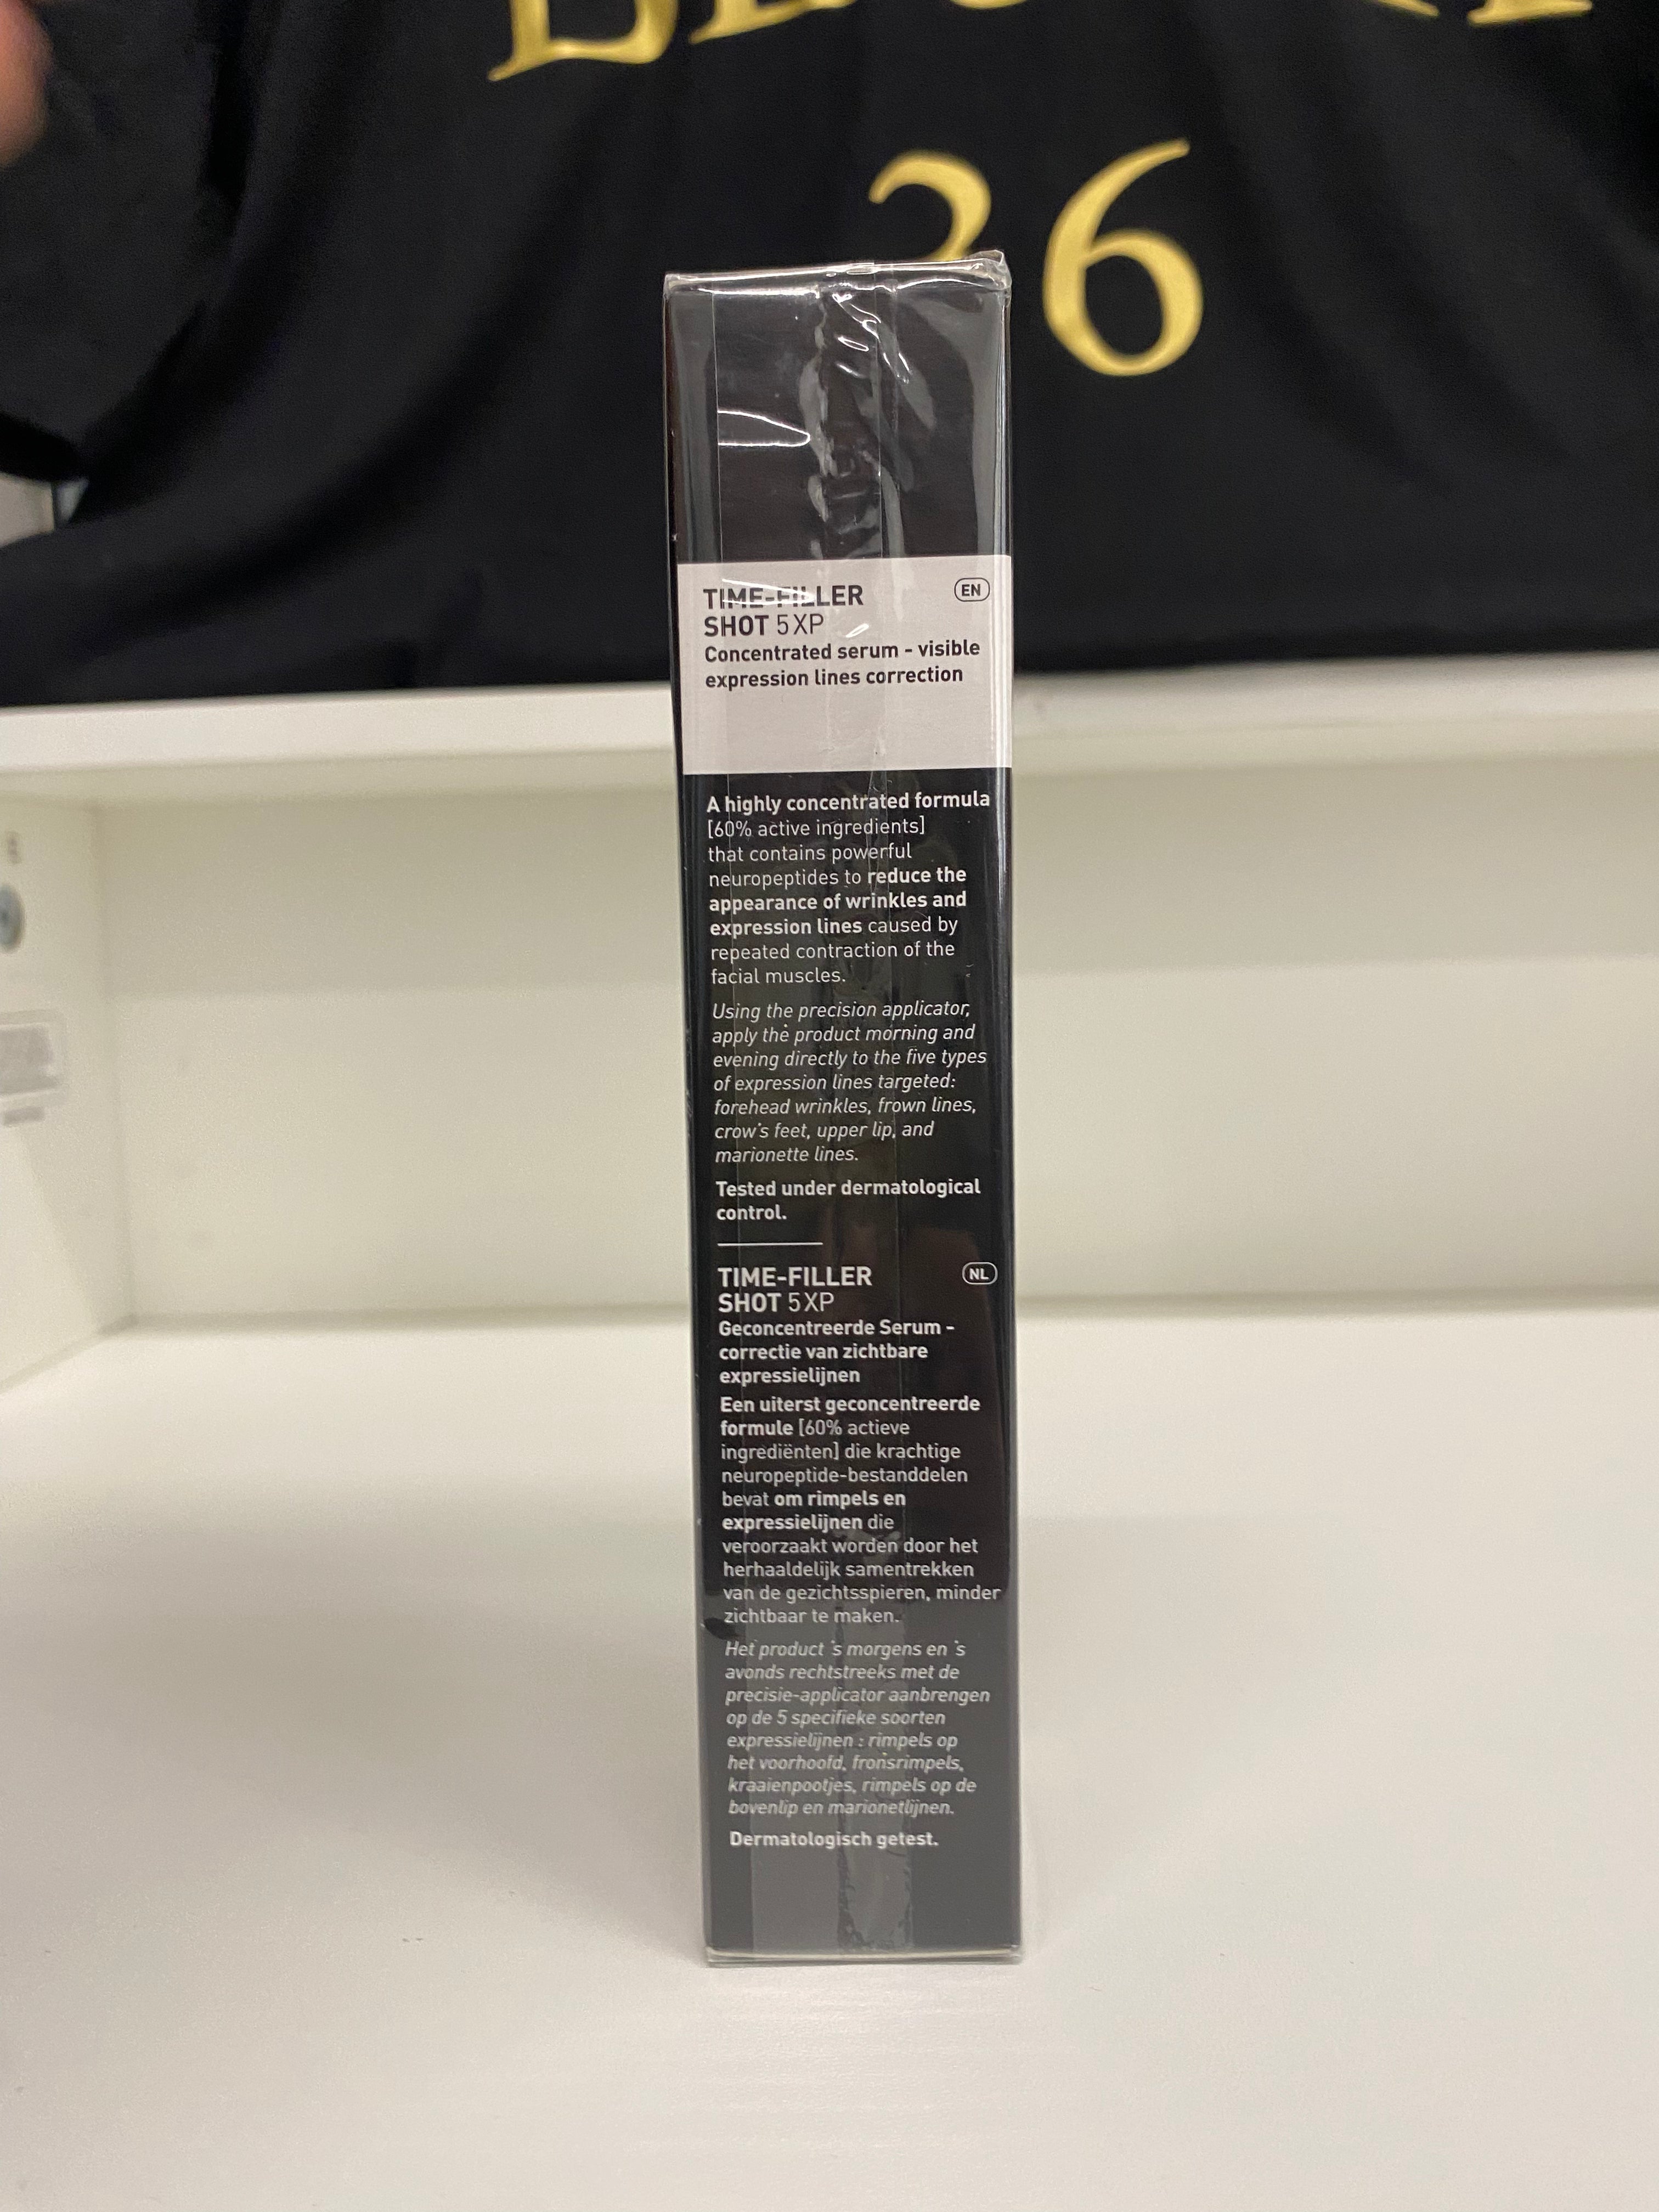 36
TIME-FILLER
EN
SHOT 5XP
Concentrated serum - visible
expression lines correction
A highly concentrated formula
[60% active ingredients]
that contains powerful
neuropeptides to reduce the
appearance of wrinkles and
expression lines caused by
repeated contraction of the
facial muscles.
Using the precision applicator,
apply the product morning and
evening directly to the five types
of expression lines targeted:
forehead wrinkles, frown lines,
crow's feet, upper lip, and
marionette lines.
Tested under dermatological
control.
TIME-FILLER
NL
SHOT 5XP
Geconcentreerde Serum -
correctie van zichtbare
expressielijnen
Een uiterst geconcentreerde
formule [60% actieve
ingrediënten] die krachtige
neuropeptide-bestanddelen
bevat om rimpels en
expressielijnen die
veroorzaakt worden door het
herhaaldelijk samentrekken
van de gezichtsspieren, minder
zichtbaar te maken.
Het product 's morgens en 's
avonds rechtstreeks met de
precisie-applicator aanbrengen
op de 5 specifieke soorten
expressielijnen : rimpels op
het voorhoofd, fronsrimpels,
kraaienpootjes, rimpels op de
bovenlip en marionetlijnen.
Dermatologisch getest.